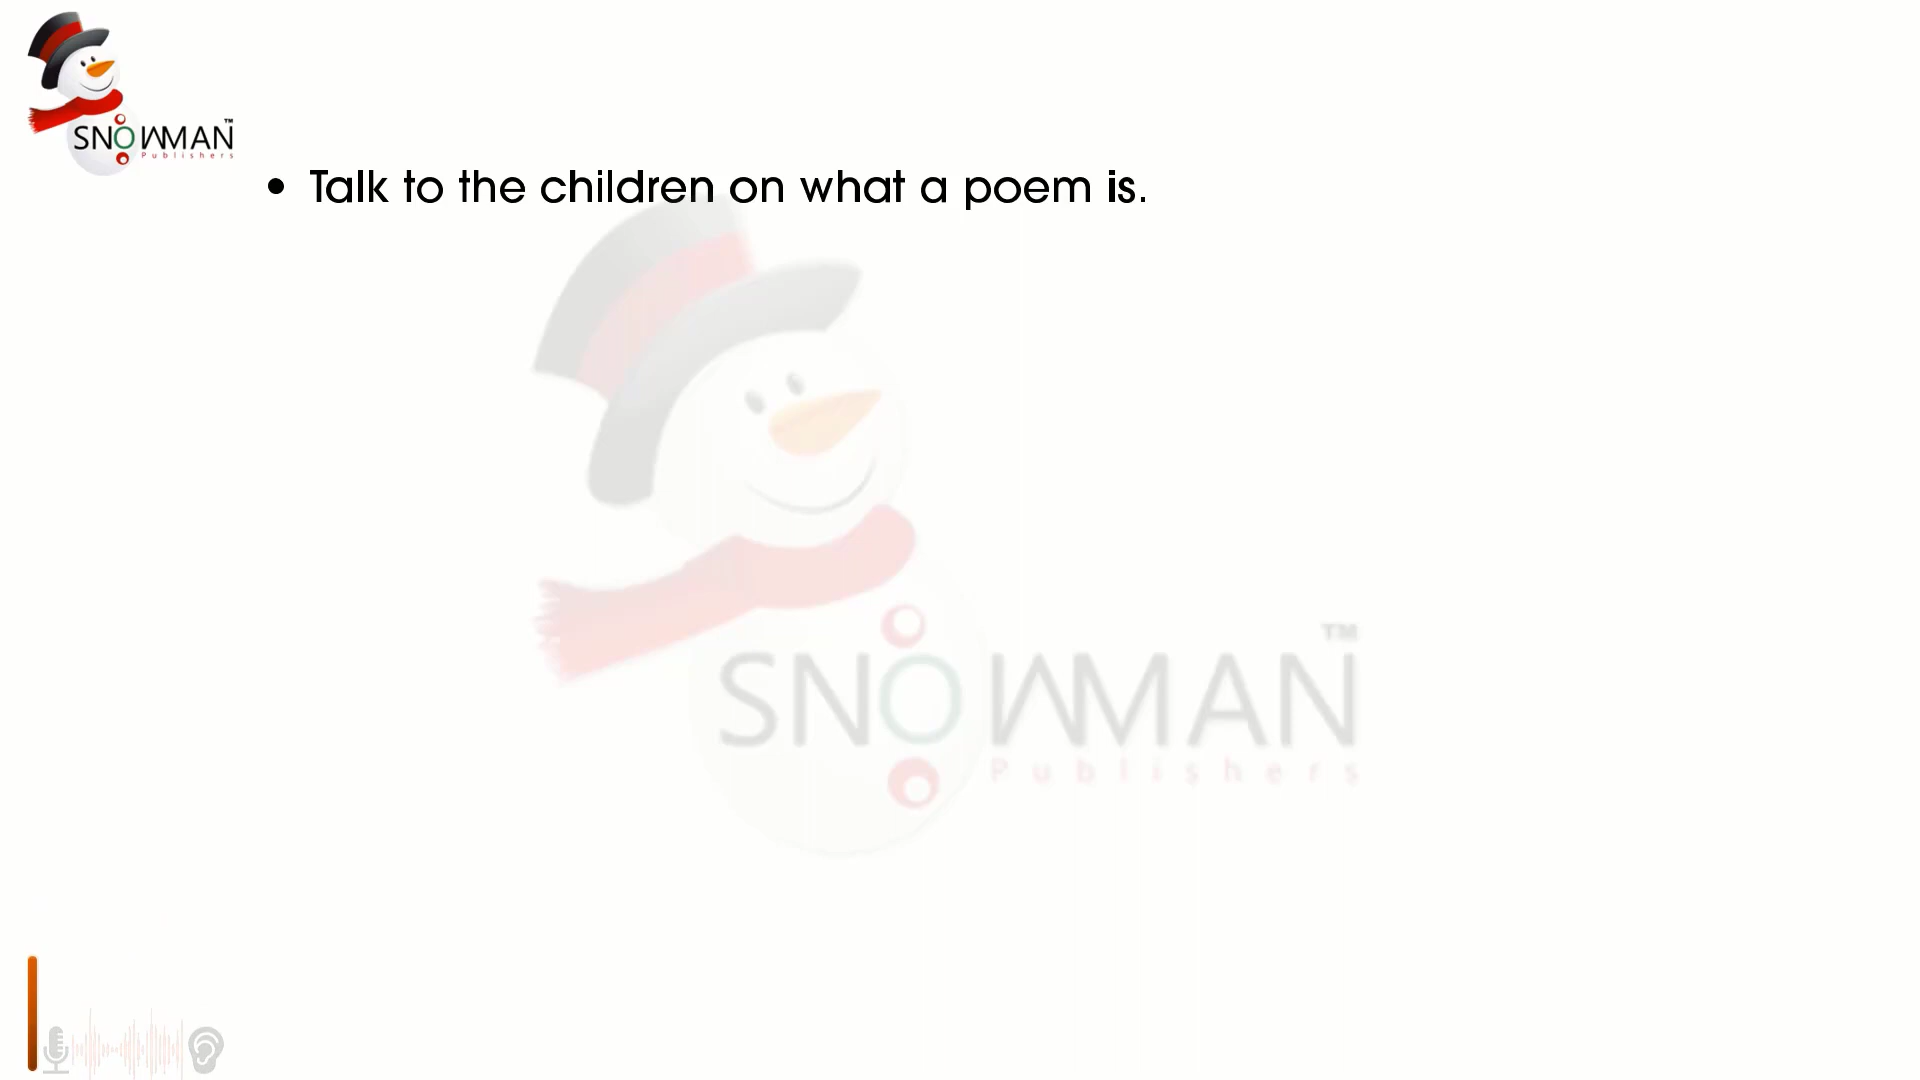 SNOWMAN™
Publishers
• Talk to the children on what a poem is.
SNOWMAN™
Publishers